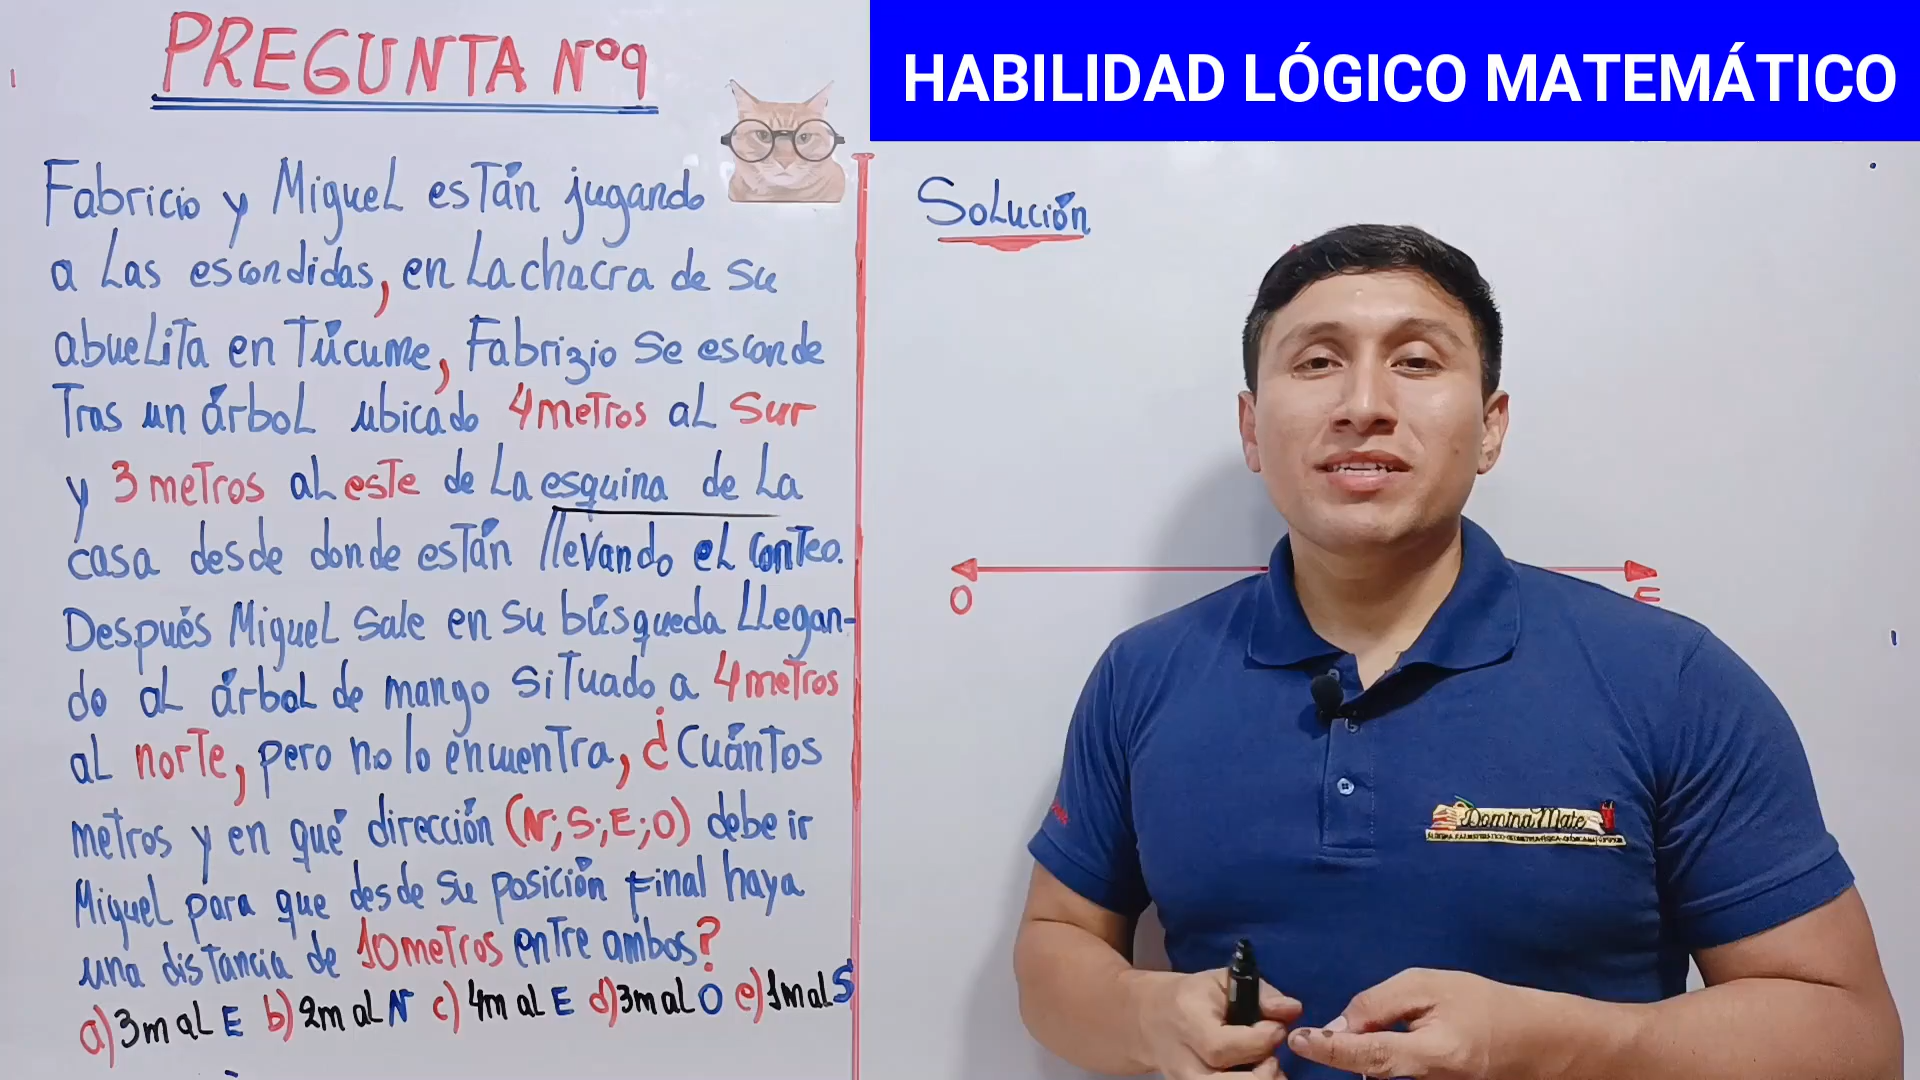 PREGUNTA N°9
HABILIDAD LÓGICO MATEMÁTICO
Fabricio y Miguel están jugando
a Las escondidas, en La chacra de su
abuelita en Túcume, Fabrizio se esconde
Tras un árbol ubicado 4 metros al Sur
y 3 metros al este de La esquina de La
casa desde donde están llevando el conteo.
Después Miguel Sale en su búsqueda LLegan-
do al árbol de mango situado a 4 metros
al norte, pero no lo encuentra, ¿Cuántos
metros y en qué dirección (N; S; E; O) debe ir
Miguel para que desde su posición final haya
una distancia de 10 metros entre ambos?
a) 3m al E b) 2m al N c) 4m al E d) 3m al O e) 1m al S
Solución
O
E
DominaMate